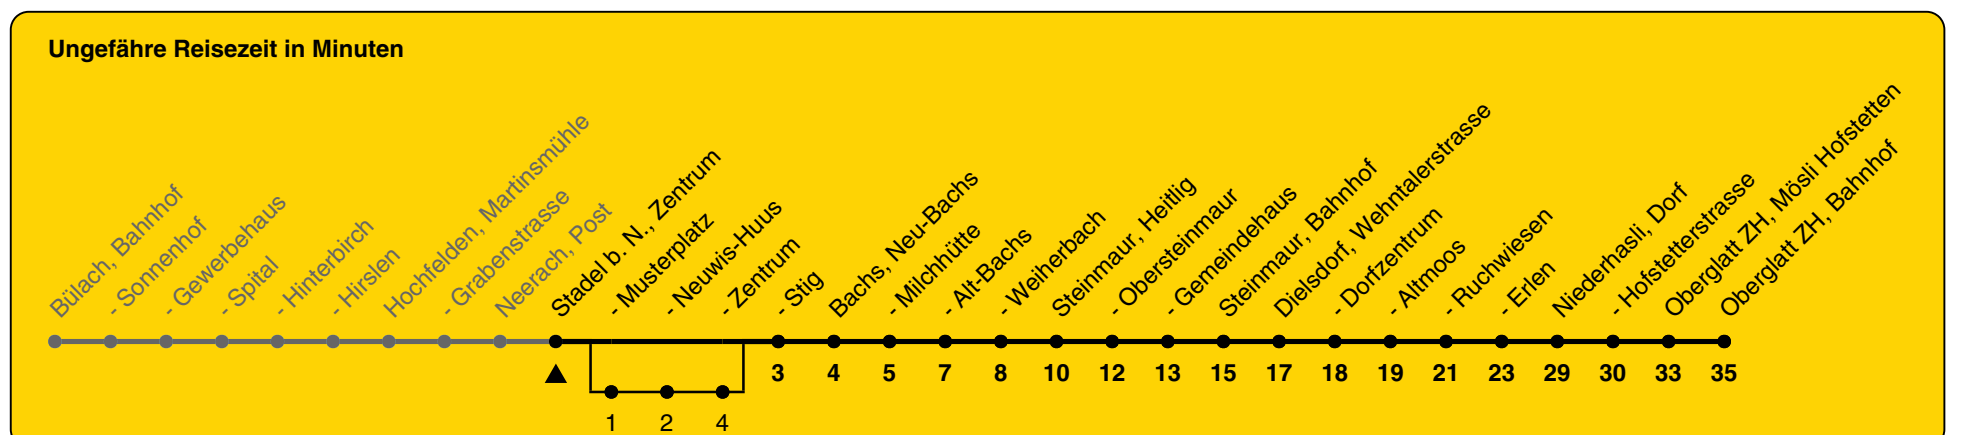 Ungefähre Reisezeit in Minuten
Bülach, Bahnhof
- Sonnenhof
- Gewerbehaus
- Spital
- Hinterbirch
- Hirslen
Hochfelden, Martinsmühle
- Grabenstrasse
Neerach, Post
Stadel b. N., Zentrum
- Musterplatz
- Neuwis-Huus
- Zentrum
- Stig
Bachs, Neu-Bachs
- Milchhütte
- Alt-Bachs
- Weiherbach
Steinmaur, Heitlig
- Obersteinmaur
- Gemeindehaus
Steinmaur, Bahnhof
Dielsdorf, Wehntalerstrasse
- Dorfzentrum
- Altmoos
- Ruchwiesen
- Erlen
Niederhasli, Dorf
- Hofstetterstrasse
Oberglatt ZH, Mösli Hofstetten
Oberglatt ZH, Bahnhof
3 4 5 7 8 10 12 13 15 17 18 19 21 23 29 30 33 35
1 2 4